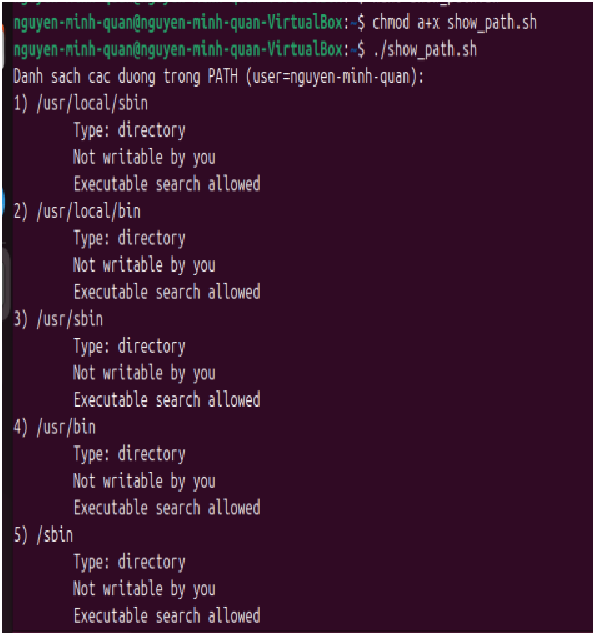 nguyen-minh-quan@nguyen-minh-quan-VirtualBox:~$ chmod a+x show_path.sh
nguyen-minh-quan@nguyen-minh-quan-VirtualBox:~$ ./show_path.sh
Danh sach cac duong trong PATH (user=nguyen-minh-quan):
1) /usr/local/sbin
Type: directory
Not writable by you
Executable search allowed
2) /usr/local/bin
Type: directory
Not writable by you
Executable search allowed
3) /usr/sbin
Type: directory
Not writable by you
Executable search allowed
4) /usr/bin
Type: directory
Not writable by you
Executable search allowed
5) /sbin
Type: directory
Not writable by you
Executable search allowed